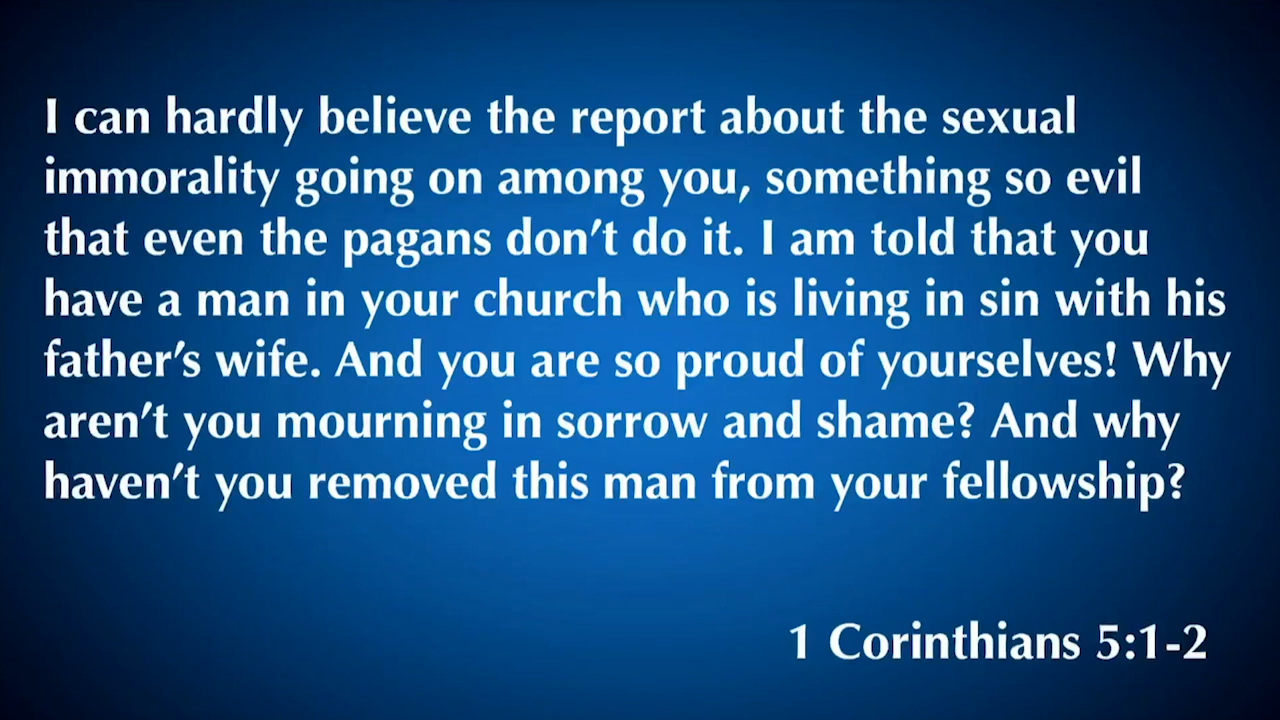 I can hardly believe the report about the sexual
immorality going on among you, something so evil
that even the pagans don’t do it. I am told that you
have a man in your church who is living in sin with his
father’s wife. And you are so proud of yourselves! Why
aren’t you mourning in sorrow and shame? And why
haven’t you removed this man from your fellowship?
1 Corinthians 5:1-2